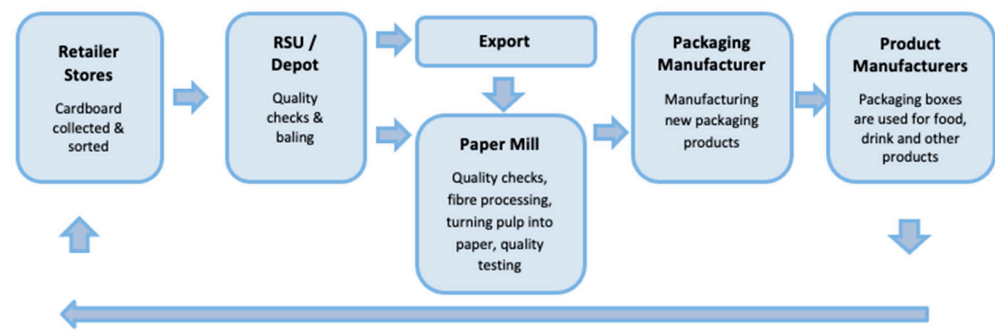 Retailer
Stores
Cardboard
collected &
sorted
RSU /
Depot
Quality
checks &
baling
Export
Paper Mill
Quality checks,
fibre processing,
turning pulp into
paper, quality
testing
Packaging
Manufacturer
Manufacturing
new packaging
products
Product
Manufacturers
Packaging boxes
are used for food,
drink and other
products